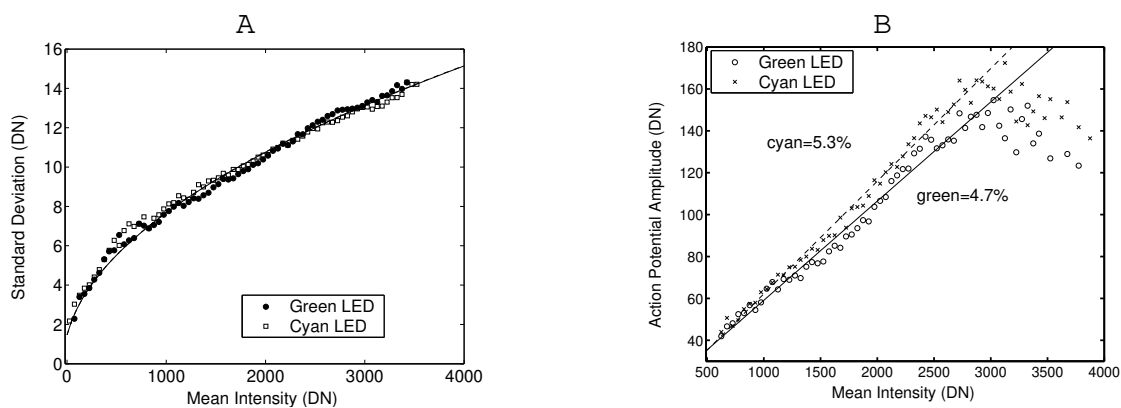 A
16
14
12
10
8
6
4
2
0
0
1000
2000
3000
4000
Standard Deviation (DN)
Mean Intensity (DN)
Green LED
Cyan LED
B
180
160
140
120
100
80
60
40
500
1000
1500
2000
2500
3000
3500
4000
Action Potential Amplitude (DN)
Mean Intensity (DN)
Green LED
Cyan LED
cyan=5.3%
green=4.7%